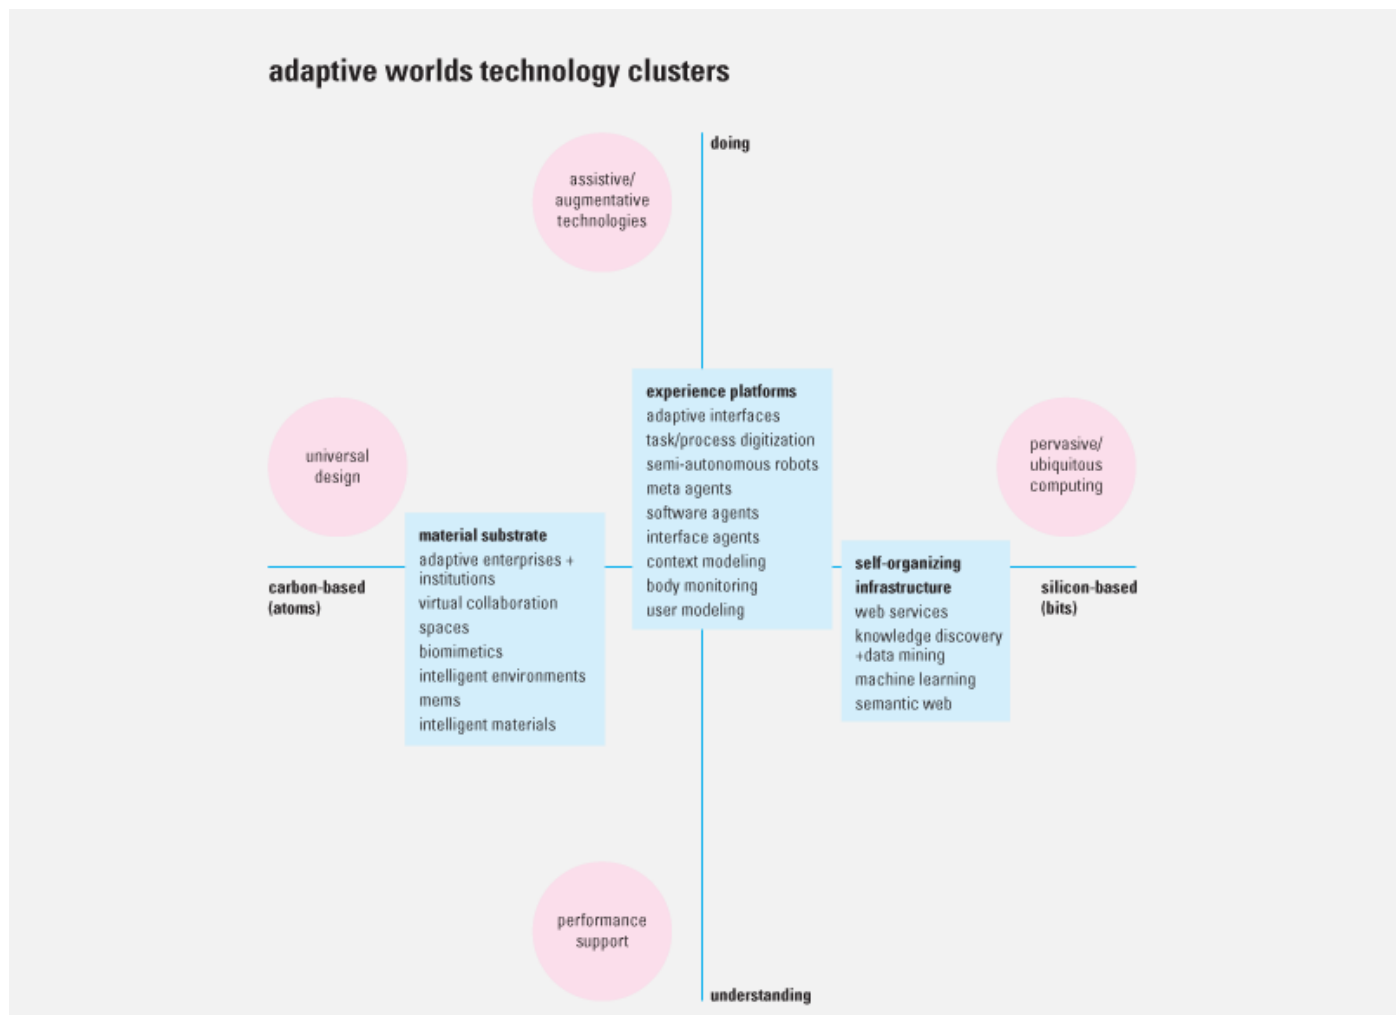 adaptive worlds technology clusters
doing
assistive/
augmentative
technologies
experience platforms
adaptive interfaces
task/process digitization
semi-autonomous robots
meta agents
software agents
interface agents
context modeling
body monitoring
user modeling
universal
design
pervasive/
ubiquitous
computing
material substrate
adaptive enterprises +
institutions
virtual collaboration
spaces
biomimetics
intelligent environments
mems
intelligent materials
self-organizing
infrastructure
web services
knowledge discovery
+data mining
machine learning
semantic web
carbon-based
(atoms)
silicon-based
(bits)
performance
support
understanding